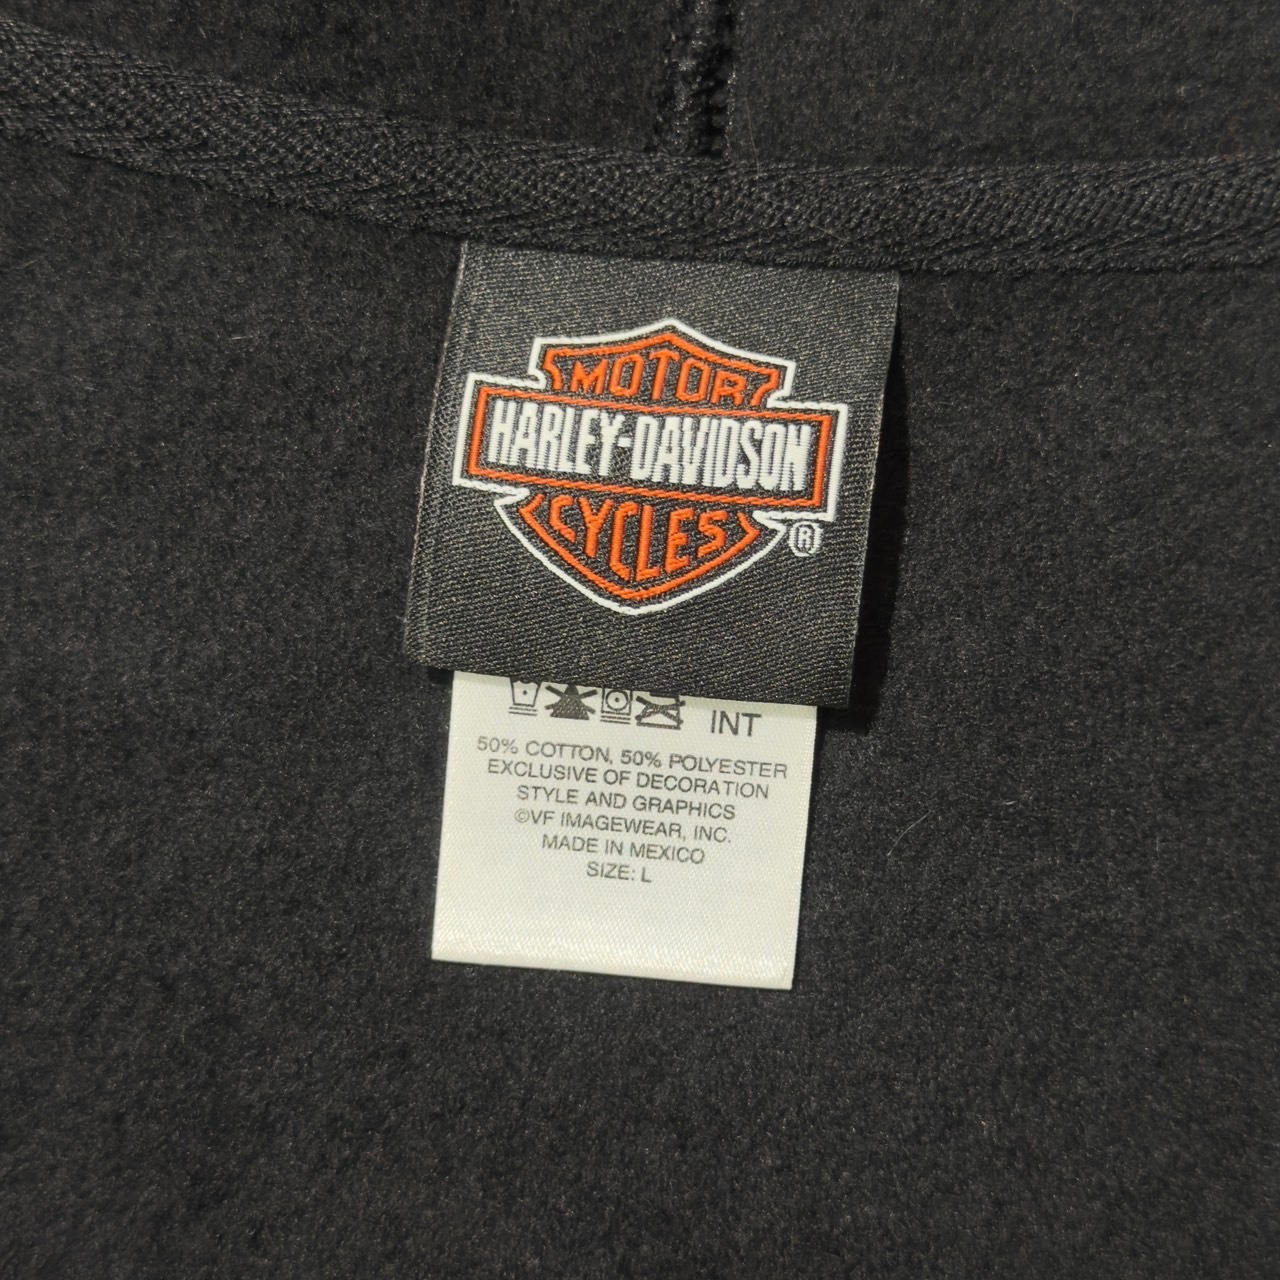 MOTOR
HARLEY-DAVIDSON
CYCLES
®
INT
50% COTTON, 50% POLYESTER
EXCLUSIVE OF DECORATION
STYLE AND GRAPHICS
©VF IMAGEWEAR, INC.
MADE IN MEXICO
SIZE: L